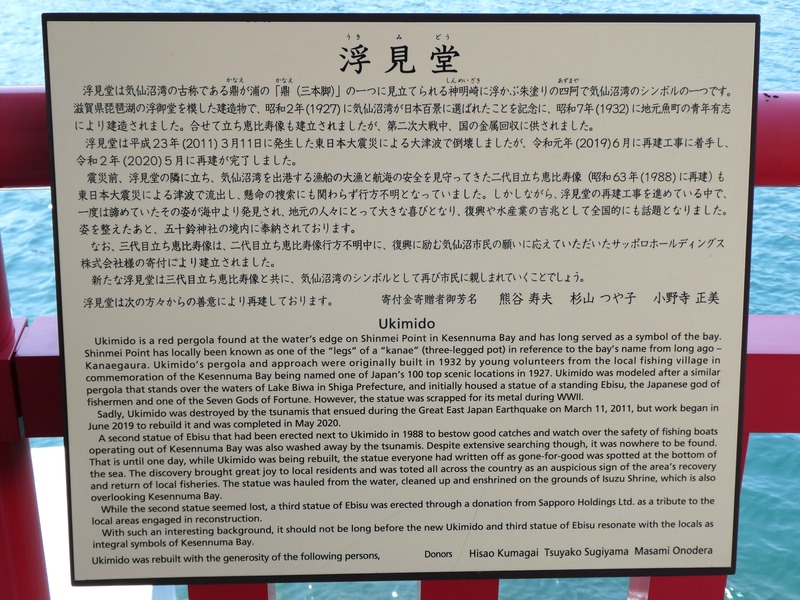 うき み どう
浮見堂
かなえ かなえ しんめいざき あずまや
浮見堂は気仙沼湾の古称である鼎が浦の「鼎(三本脚)」の一つに見立てられる神明崎に浮かぶ朱塗りの四阿で気仙沼湾のシンボルの一つです。
滋賀県琵琶湖の浮御堂を模した建造物で、昭和2年(1927)に気仙沼湾が日本百景に選ばれたことを記念に、昭和7年(1932)に地元魚町の青年有志
により建造されました。合せて立ち恵比寿像も建立されましたが、第二次大戦中、国の金属回収に供されました。
浮見堂は平成23年(2011)3月11日に発生した東日本大震災による大津波で倒壊しましたが、令和元年(2019)6月に再建工事に着手し、
令和2年(2020)5月に再建が完了しました。
震災前、浮見堂の隣に立ち、気仙沼湾を出港する漁船の大漁と航海の安全を見守ってきた二代目立ち恵比寿像(昭和63年(1988)に再建)も
東日本大震災による津波で流出し、懸命の捜索にも関わらず行方不明となっていました。しかしながら、浮見堂の再建工事を進めている中で、
一度は諦めていたその姿が海中より発見され、地元の人々にとって大きな喜びとなり、復興や水産業の吉兆として全国的にも話題となりました。
姿を整えたあと、五十鈴神社の境内に奉納されております。
なお、三代目立ち恵比寿像は、二代目立ち恵比寿像行方不明中に、復興に励む気仙沼市民の願いに応えていただいたサッポロホールディングス
株式会社様の寄付により建立されました。
新たな浮見堂は三代目立ち恵比寿像と共に、気仙沼湾のシンボルとして再び市民に親しまれていくことでしょう。
浮見堂は次の方々からの善意により再建しております。 寄付金寄贈者御芳名 熊谷 寿夫 杉山 つや子 小野寺 正美
Ukimido
Ukimido is a red pergola found at the water's edge on Shinmei Point in Kesennuma Bay and has long served as a symbol of the bay.
Shinmei Point has locally been known as one of the "legs" of a "kanae" (three-legged pot) in reference to the bay's name from long ago –
Kanaegaura. Ukimido's pergola and approach were originally built in 1932 by young volunteers from the local fishing village in
commemoration of the Kesennuma Bay being named one of Japan's 100 top scenic locations in 1927. Ukimido was modeled after a similar
pergola that stands over the waters of Lake Biwa in Shiga Prefecture, and initially housed a statue of a standing Ebisu, the Japanese god of
fishermen and one of the Seven Gods of Fortune. However, the statue was scrapped for its metal during WWII.
Sadly, Ukimido was destroyed by the tsunamis that ensued during the Great East Japan Earthquake on March 11, 2011, but work began in
June 2019 to rebuild it and was completed in May 2020.
A second statue of Ebisu that had been erected next to Ukimido in 1988 to bestow good catches and watch over the safety of fishing boats
operating out of Kesennuma Bay was also washed away by the tsunami. Despite extensive searching though, it was nowhere to be found.
That is until one day, while Ukimido was being rebuilt, the statue everyone had written off as gone-for-good was spotted at the bottom of
the sea. The discovery brought great joy to local residents and was toted all across the country as an auspicious sign of the area's recovery
and return of local fisheries. The statue was hauled from the water, cleaned up and enshrined on the grounds of Isuzu Shrine, which is also
overlooking Kesennuma Bay.
While the second statue seemed lost, a third statue of Ebisu was erected through a donation from Sapporo Holdings Ltd. as a tribute to the
local areas engaged in reconstruction.
With such an interesting background, it should not be long before the new Ukimido and third statue of Ebisu resonate with the locals as
integral symbols of Kesennuma Bay.
Ukimido was rebuilt with the generosity of the following persons, Donors Hisao Kumagai Tsuyako Sugiyama Masami Onodera